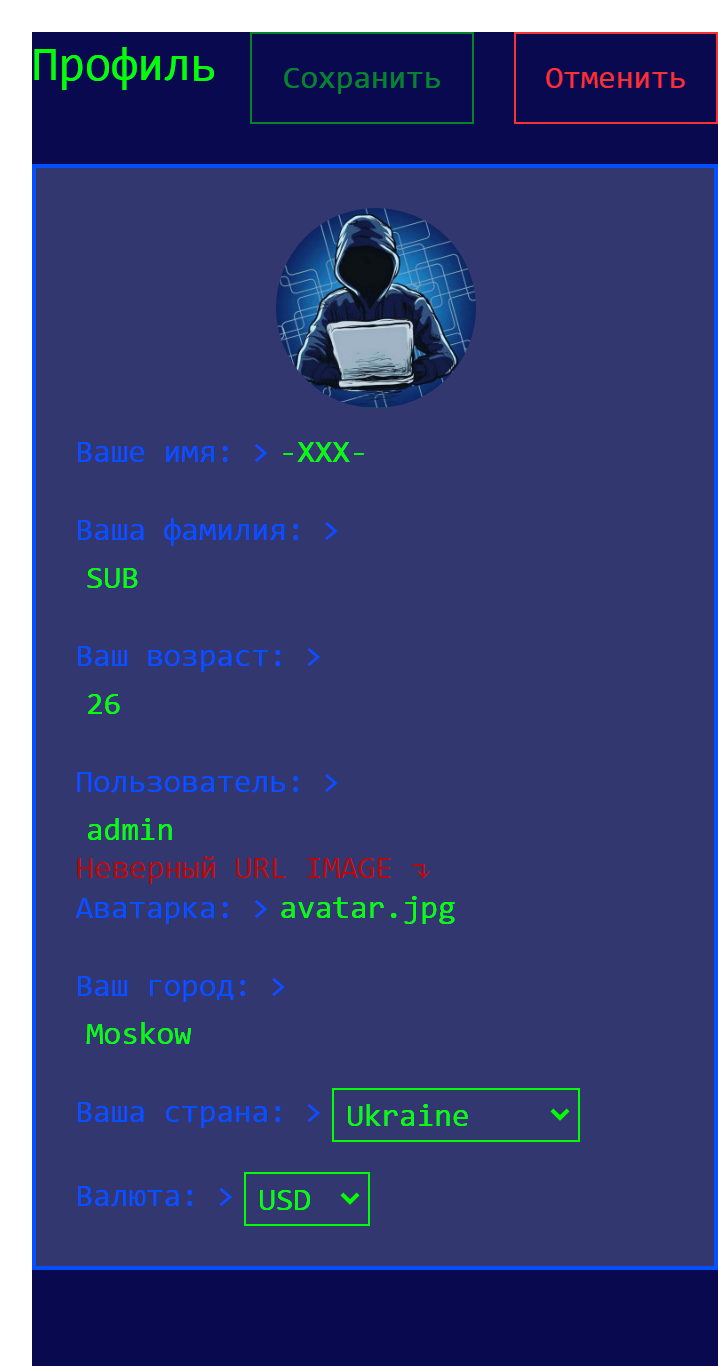 Профиль Сохранить Отменить
Ваше имя: > -XXX-
Ваша фамилия: >
SUB
Ваш возраст: >
26
Пользователь: >
admin
Неверный URL IMAGE ↴
Аватарка: > avatar.jpg
Ваш город: >
Moskow
Ваша страна: > Ukraine
Валюта: > USD